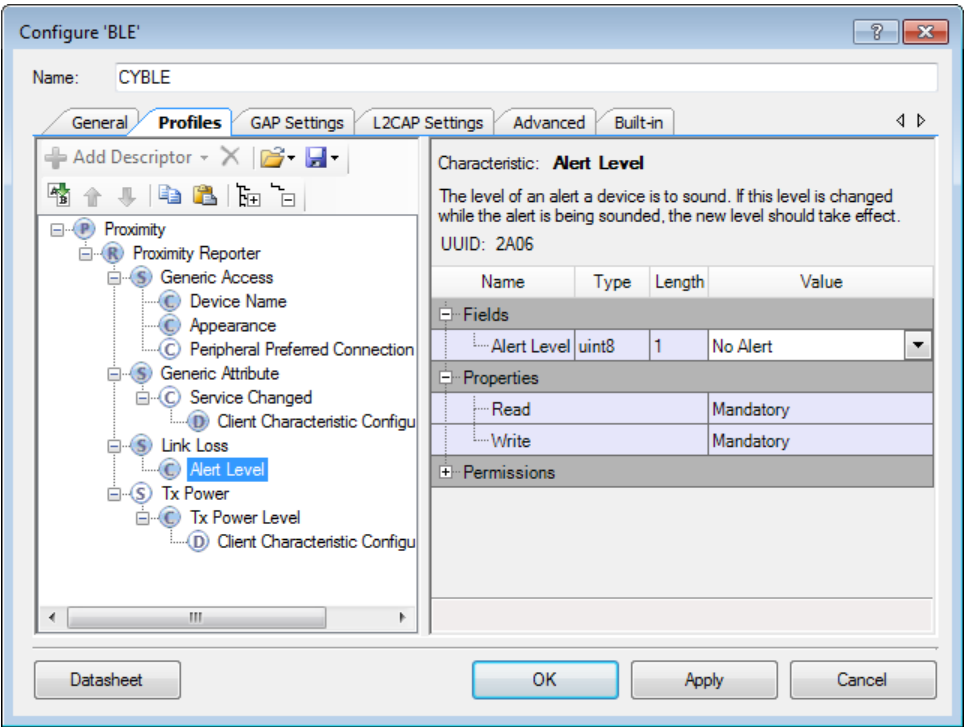 Configure 'BLE'
Name: CYBLE
General Profiles GAP Settings L2CAP Settings Advanced Built-in
Add Descriptor
P Proximity
R Proximity Reporter
S Generic Access
C Device Name
C Appearance
C Peripheral Preferred Connection
S Generic Attribute
C Service Changed
D Client Characteristic Configu
S Link Loss
C Alert Level
S Tx Power
C Tx Power Level
D Client Characteristic Configu
Characteristic: Alert Level
The level of an alert a device is to sound. If this level is changed
while the alert is being sounded, the new level should take effect.
UUID: 2A06
Name Type Length Value
Fields
Alert Level uint8 1 No Alert
Properties
Read Mandatory
Write Mandatory
Permissions
Datasheet OK Apply Cancel